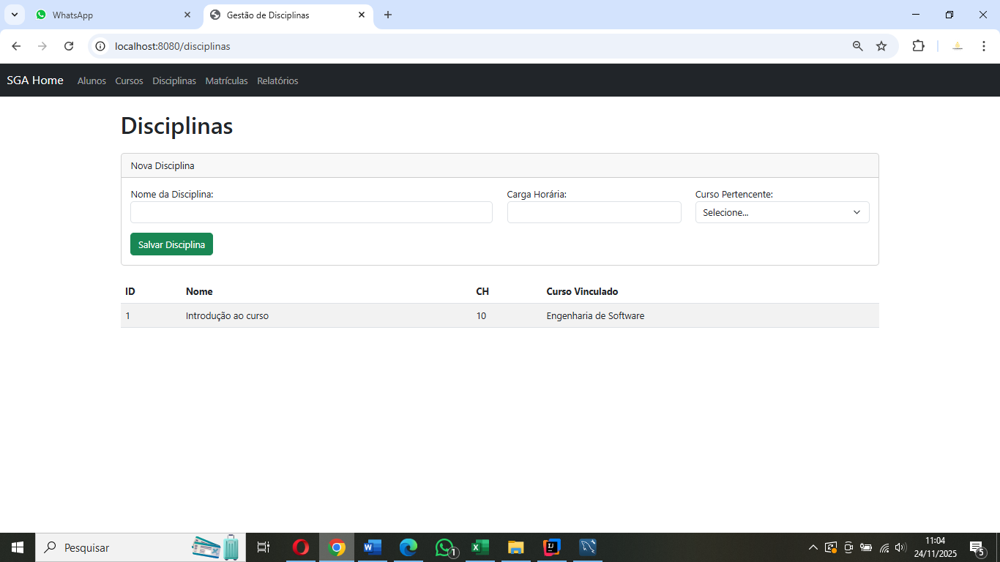 WhatsApp
Gestão de Disciplinas
localhost:8080/disciplinas
SGA Home Alunos Cursos Disciplinas Matrículas Relatórios
Disciplinas
Nova Disciplina
Nome da Disciplina: Carga Horária: Curso Pertencente:
Selecione...
Salvar Disciplina
ID Nome CH Curso Vinculado
1 Introdução ao curso 10 Engenharia de Software
Pesquisar
1
11:04
24/11/2025
5